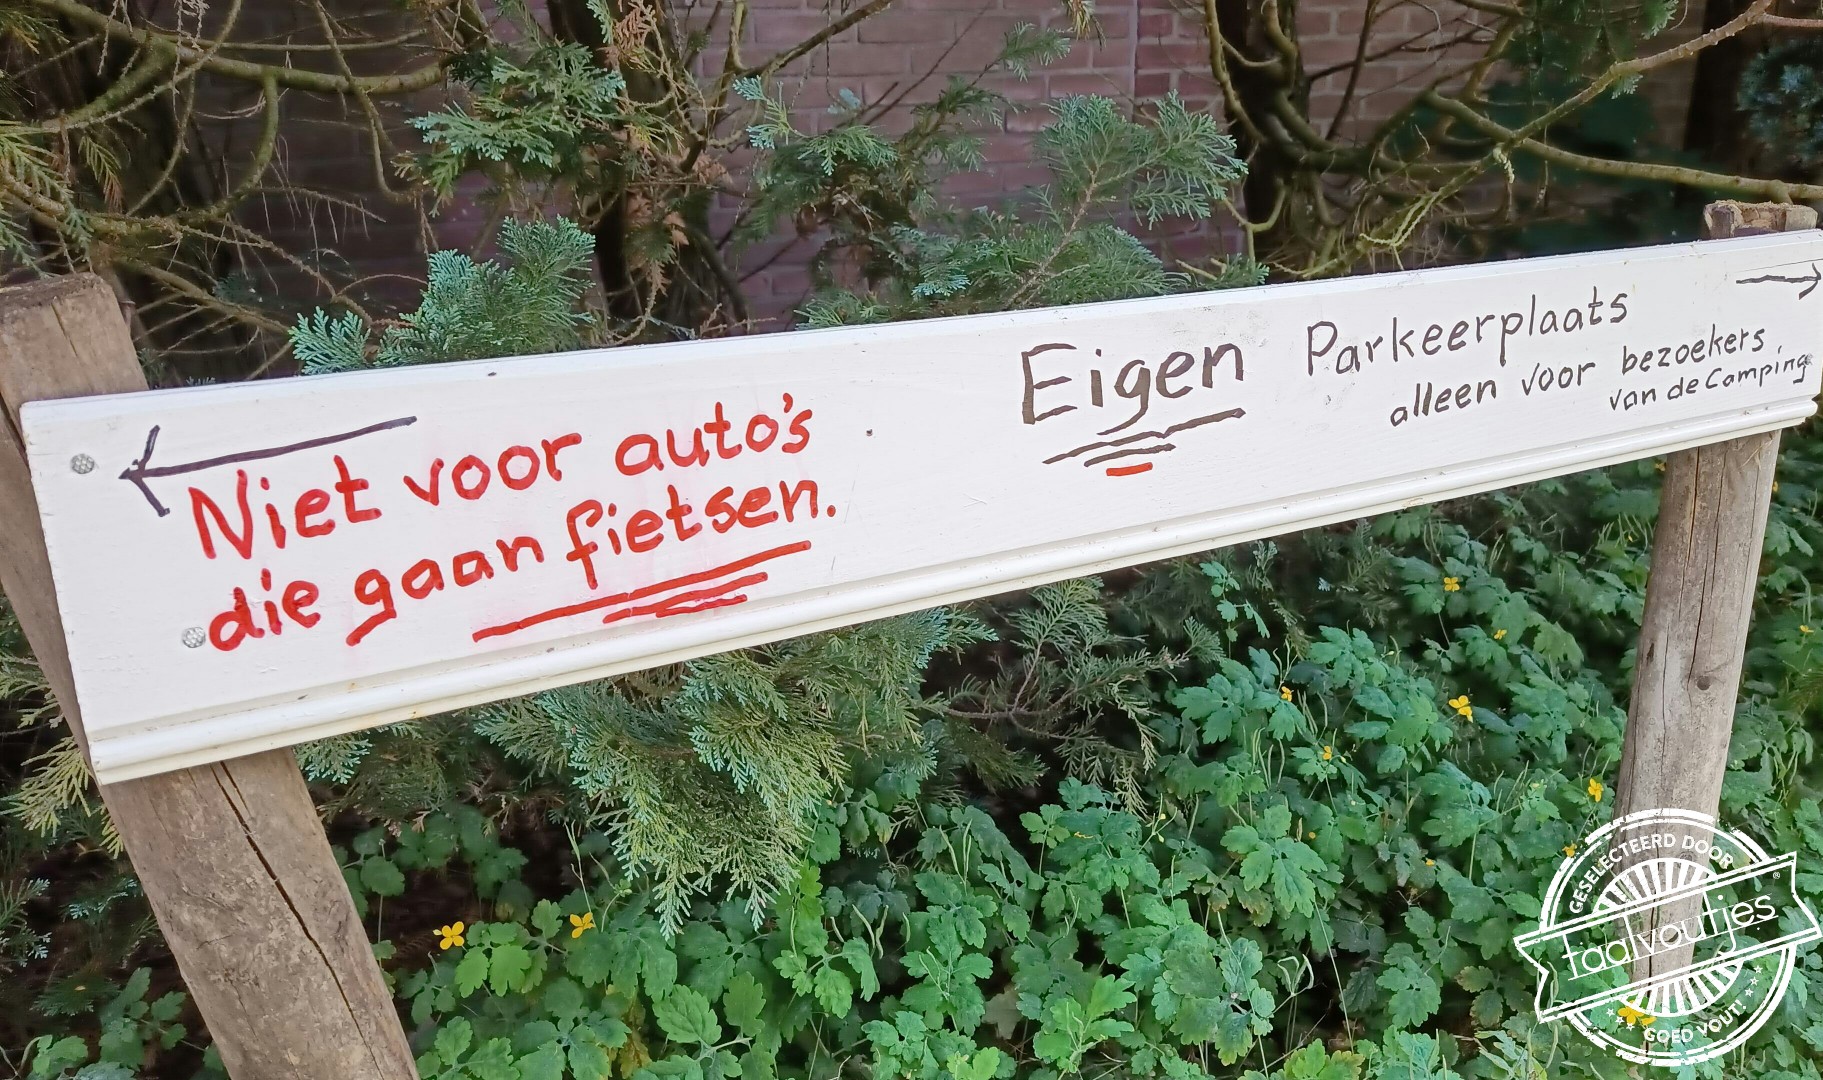 Niet voor auto's
die gaan fietsen.
Eigen Parkeerplaats
alleen voor bezoekers
van de Camping
GESELECTEERD DOOR
taalvoutjes®
GOED VOUT!